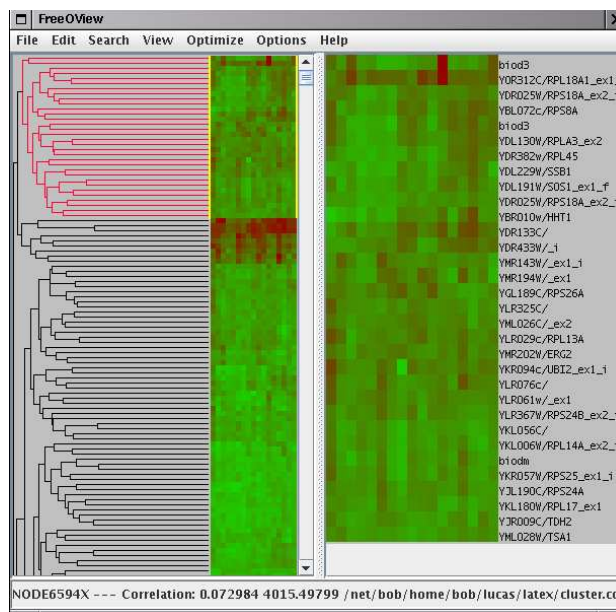 FreeOView
File Edit Search View Optimize Options Help
biod3
YOR312C/RPL18A1_ex1_
YDR025W/RPS18A_ex2_
YBL072c/RPS8A
biod3
YDL130W/RPLA3_ex2
YDR382w/RPL45
YDL229W/SSB1
YDL191W/SOS1_ex1_f
YDR025W/RPS18A_ex2_
YBR010w/HHT1
YDR133C/
YDR433W/_i
YMR143W/_ex1_i
YMR194W/_ex1
YGL189C/RPS26A
YLR325C/
YML026C/_ex2
YLR029c/RPL13A
YMR202W/ERG2
YKR094c/UBI2_ex1_i
YLR076c/
YLR061w/_ex1
YLR367W/RPS24B_ex2_
YKL056C/
YKL006W/RPL14A_ex2_
biodm
YKR057W/RPS25_ex1_i
YJL190C/RPS24A
YKL180W/RPL17_ex1
YJR009C/TDH2
YML028W/TSA1
NODE6594X --- Correlation: 0.072984 4015.49799 /net/bob/home/bob/lucas/latex/cluster.c